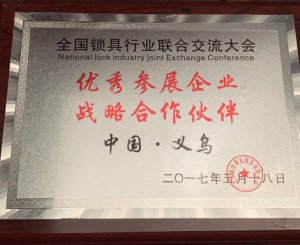 全国锁具行业联合交流大会
National lock industry joint Exchange Conference
优秀参展企业
战略合作伙伴
中国·义乌
二〇一七年五月十八日